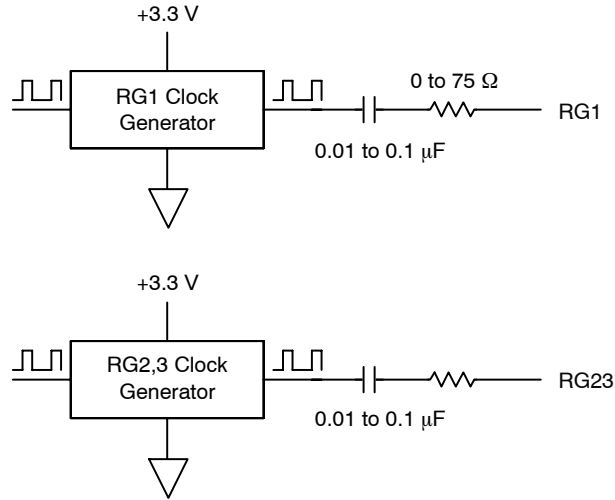 +3.3 V
RG1 Clock
Generator
0 to 75 Ω
RG1
0.01 to 0.1 μF
+3.3 V
RG2,3 Clock
Generator
RG23
0.01 to 0.1 μF